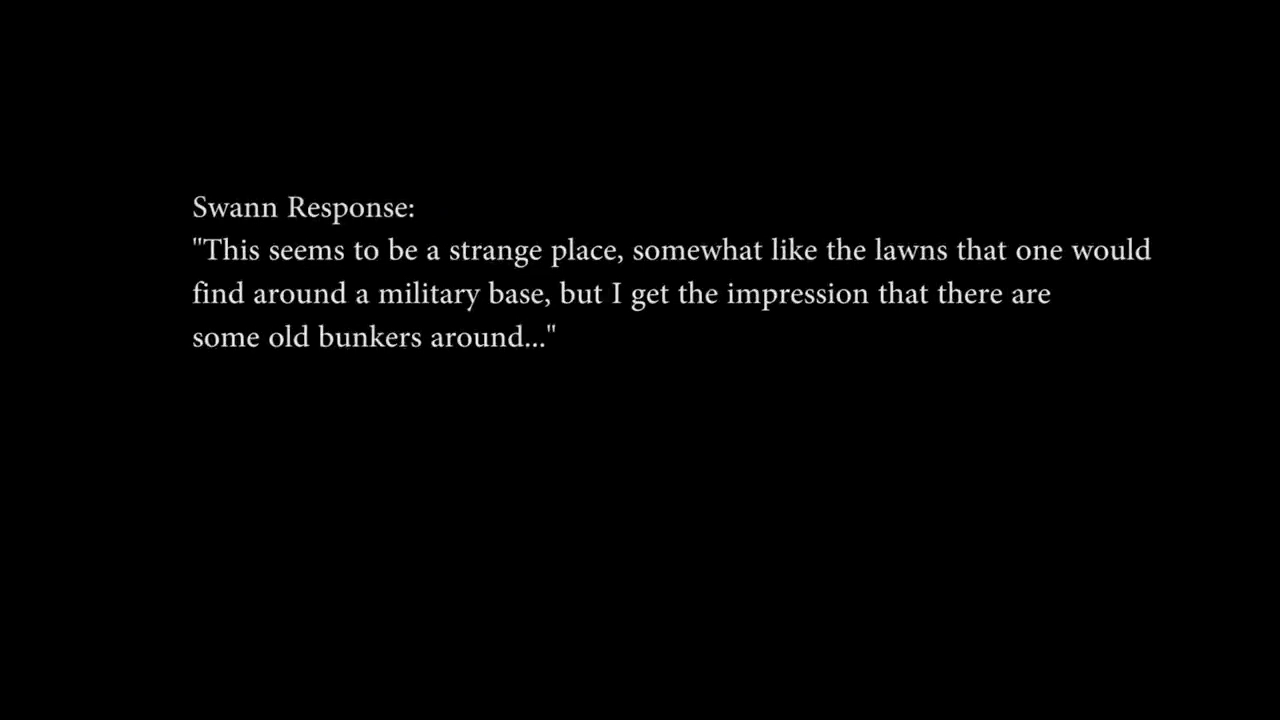 Swann Response:
"This seems to be a strange place, somewhat like the lawns that one would
find around a military base, but I get the impression that there are
some old bunkers around..."